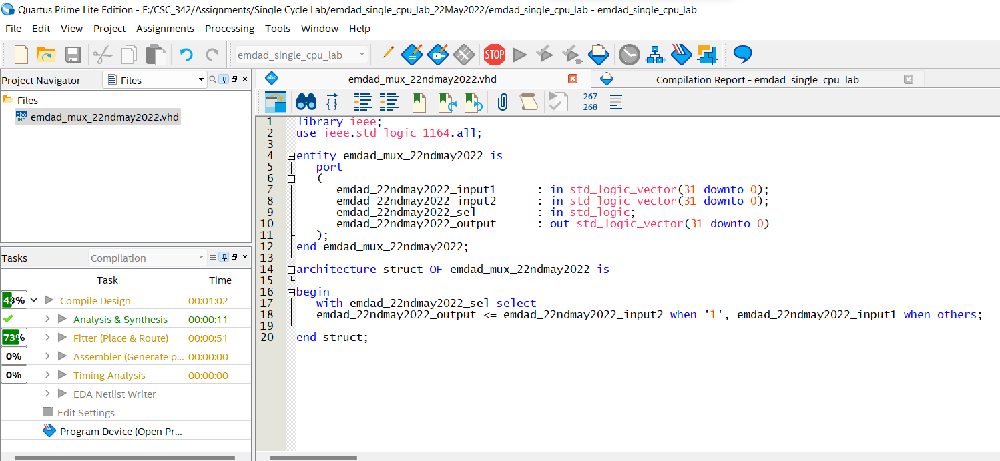 Quartus Prime Lite Edition - E:/CSC_342/Assignments/Single Cycle Lab/emdad_single_cpu_lab_22May2022/emdad_single_cpu_lab - emdad_single_cpu_lab
File Edit View Project Assignments Processing Tools Window Help
emdad_single_cpu_lab STOP
Project Navigator Files
Files
abc VHD emdad_mux_22ndmay2022.vhd
Tasks Compilation
Task Time
43% Compile Design 00:01:02
Analysis & Synthesis 00:00:11
73% Fitter (Place & Route) 00:00:51
0% Assembler (Generate p... 00:00:00
0% Timing Analysis 00:00:00
EDA Netlist Writer
Edit Settings
Program Device (Open Pr...
abc emdad_mux_22ndmay2022.vhd Compilation Report - emdad_single_cpu_lab
267
268
1 library ieee;
2 use ieee.std_logic_1164.all;
3
4 entity emdad_mux_22ndmay2022 is
5 port
6 (
7 emdad_22ndmay2022_input1 : in std_logic_vector(31 downto 0);
8 emdad_22ndmay2022_input2 : in std_logic_vector(31 downto 0);
9 emdad_22ndmay2022_sel : in std_logic;
10 emdad_22ndmay2022_output : out std_logic_vector(31 downto 0)
11 );
12 end emdad_mux_22ndmay2022;
13
14 architecture struct OF emdad_mux_22ndmay2022 is
15
16 begin
17 with emdad_22ndmay2022_sel select
18 emdad_22ndmay2022_output <= emdad_22ndmay2022_input2 when '1', emdad_22ndmay2022_input1 when others;
19
20 end struct;